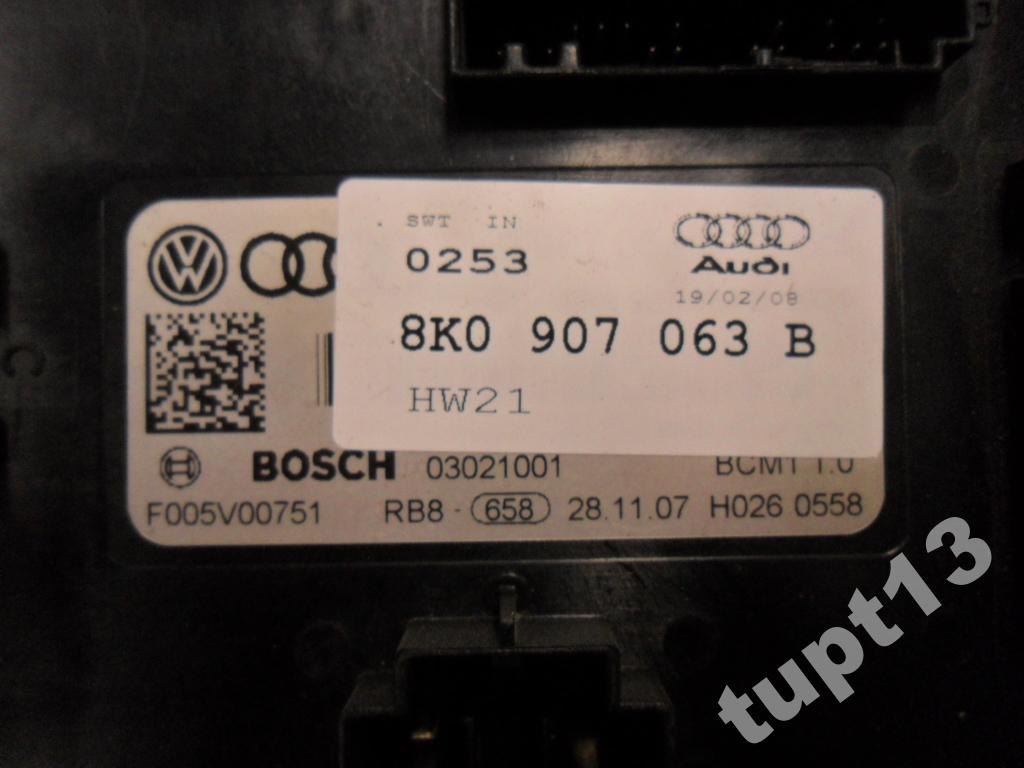 SWT IN
0253
Audi
19/02/08
8K0 907 063 B
HW21
BOSCH 03021001 BCM1 1.0
F005V00751 RB8 - 658 28.11.07 H026 0558
tupt13